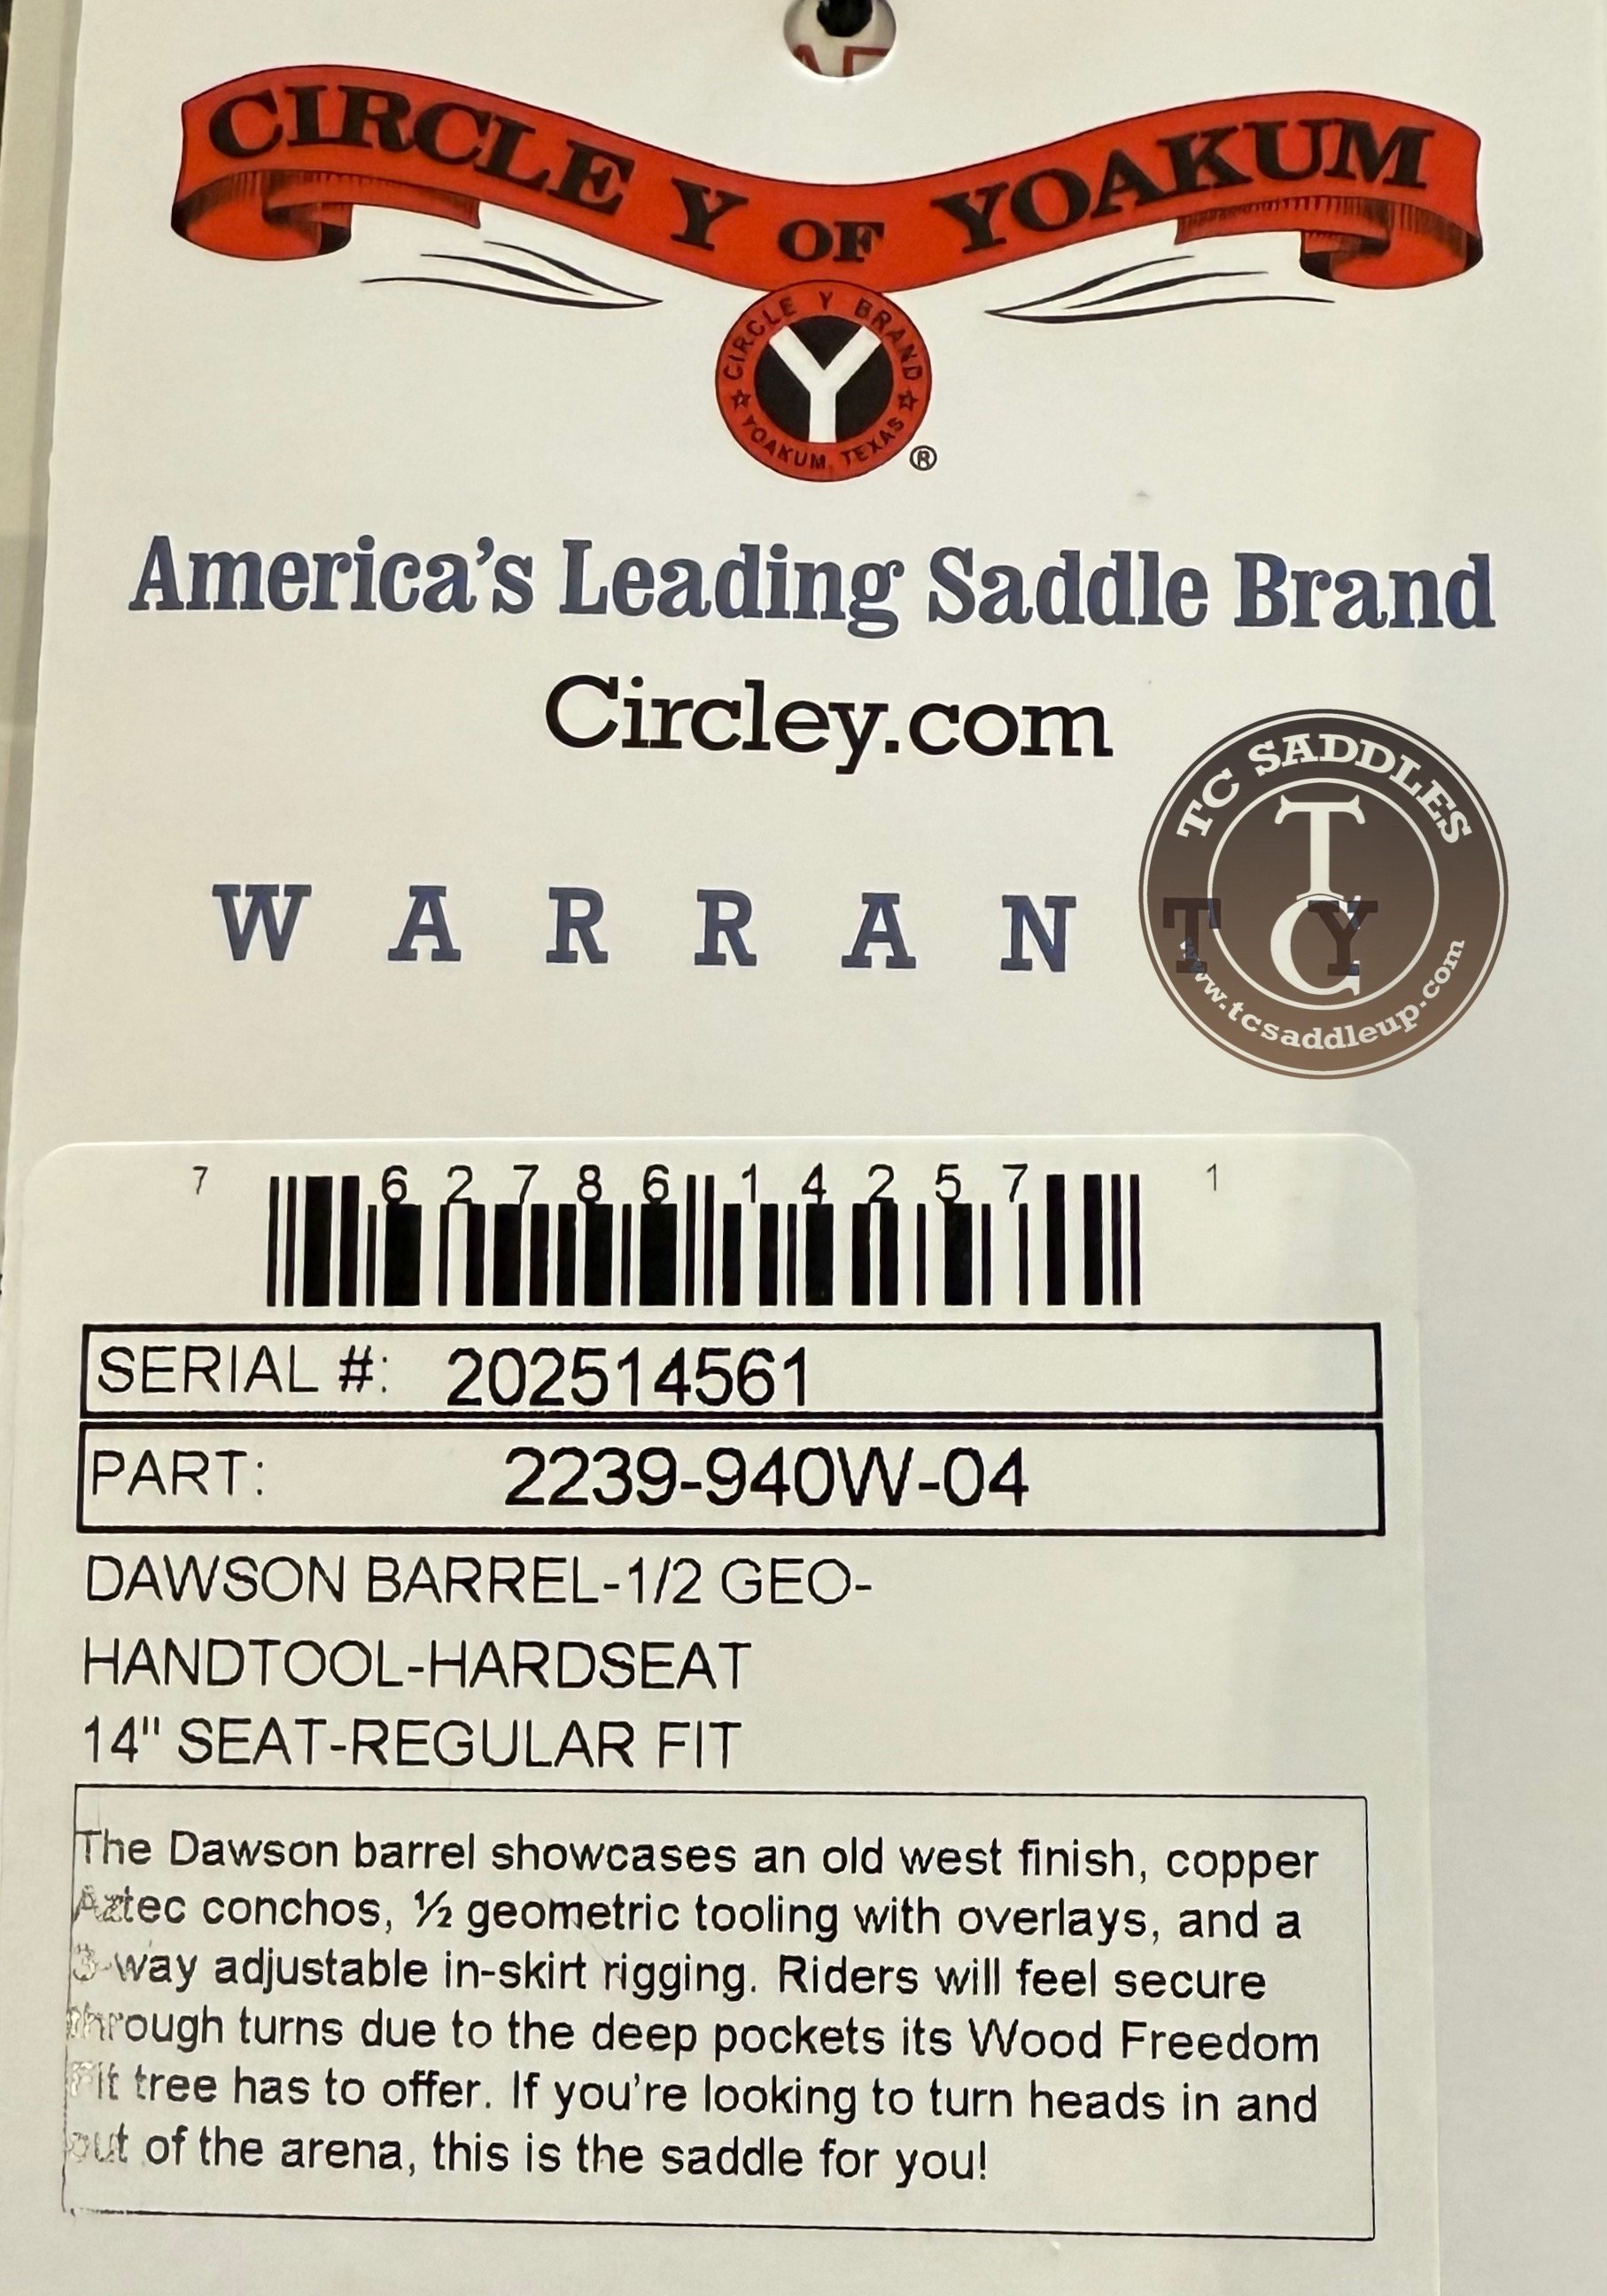 CIRCLE Y OF YOAKUM
CIRCLE Y BRAND
Y
YOAKUM, TEXAS
®
America's Leading Saddle Brand
Circley.com
TC SADDLES
TC
www.tcsaddleup.com
WARRANTY
7 62786 14257 1
SERIAL #: 202514561
PART: 2239-940W-04
DAWSON BARREL-1/2 GEO-
HANDTOOL-HARDSEAT
14" SEAT-REGULAR FIT
The Dawson barrel showcases an old west finish, copper
Aztec conchos, ½ geometric tooling with overlays, and a
3-way adjustable in-skirt rigging. Riders will feel secure
through turns due to the deep pockets its Wood Freedom
Fit tree has to offer. If you're looking to turn heads in and
out of the arena, this is the saddle for you!